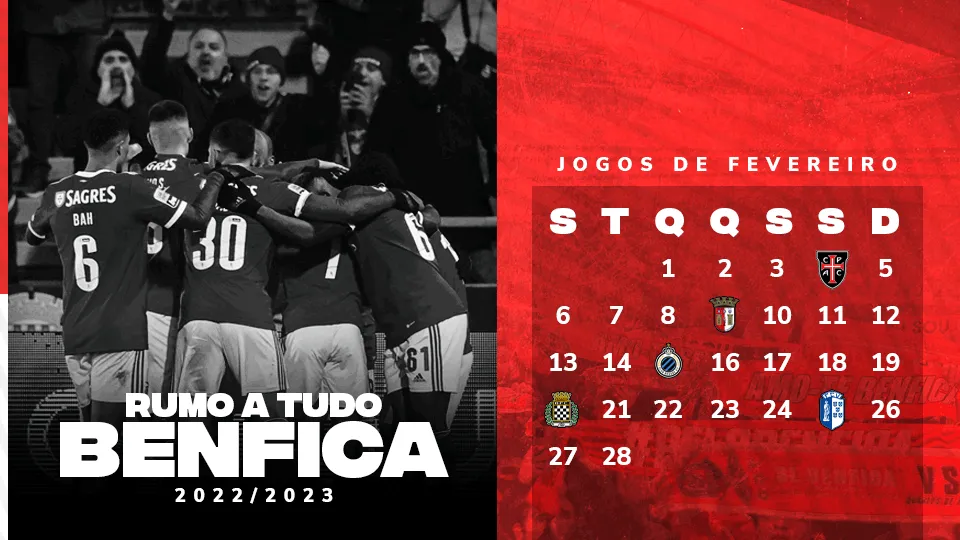 SAGRES
BAH
6
30
6
61
RUMO A TUDO
BENFICA
2022/2023
JOGOS DE FEVEREIRO
S T Q Q S S D
1 2 3 5
6 7 8 10 11 12
13 14 16 17 18 19
21 22 23 24 26
27 28